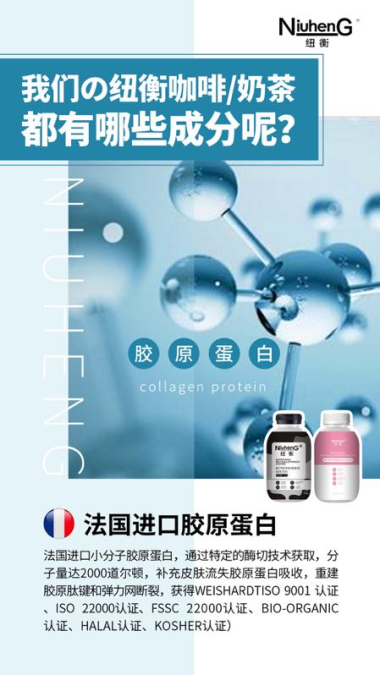 NiuhenG
纽衡
我们の纽衡咖啡/奶茶
都有哪些成分呢？
NIUHENG
胶原蛋白
collagen protein
NiuhenG
纽衡
法国进口胶原蛋白
法国进口小分子胶原蛋白，通过特定的酶切技术获取，分
子量达2000道尔顿，补充皮肤流失胶原蛋白吸收，重建
胶原肽键和弹力网断裂，获得WEISHARDTISO 9001 认证
、ISO 22000认证、FSSC 22000认证、BIO-ORGANIC
认证、HALAL认证、KOSHER认证）